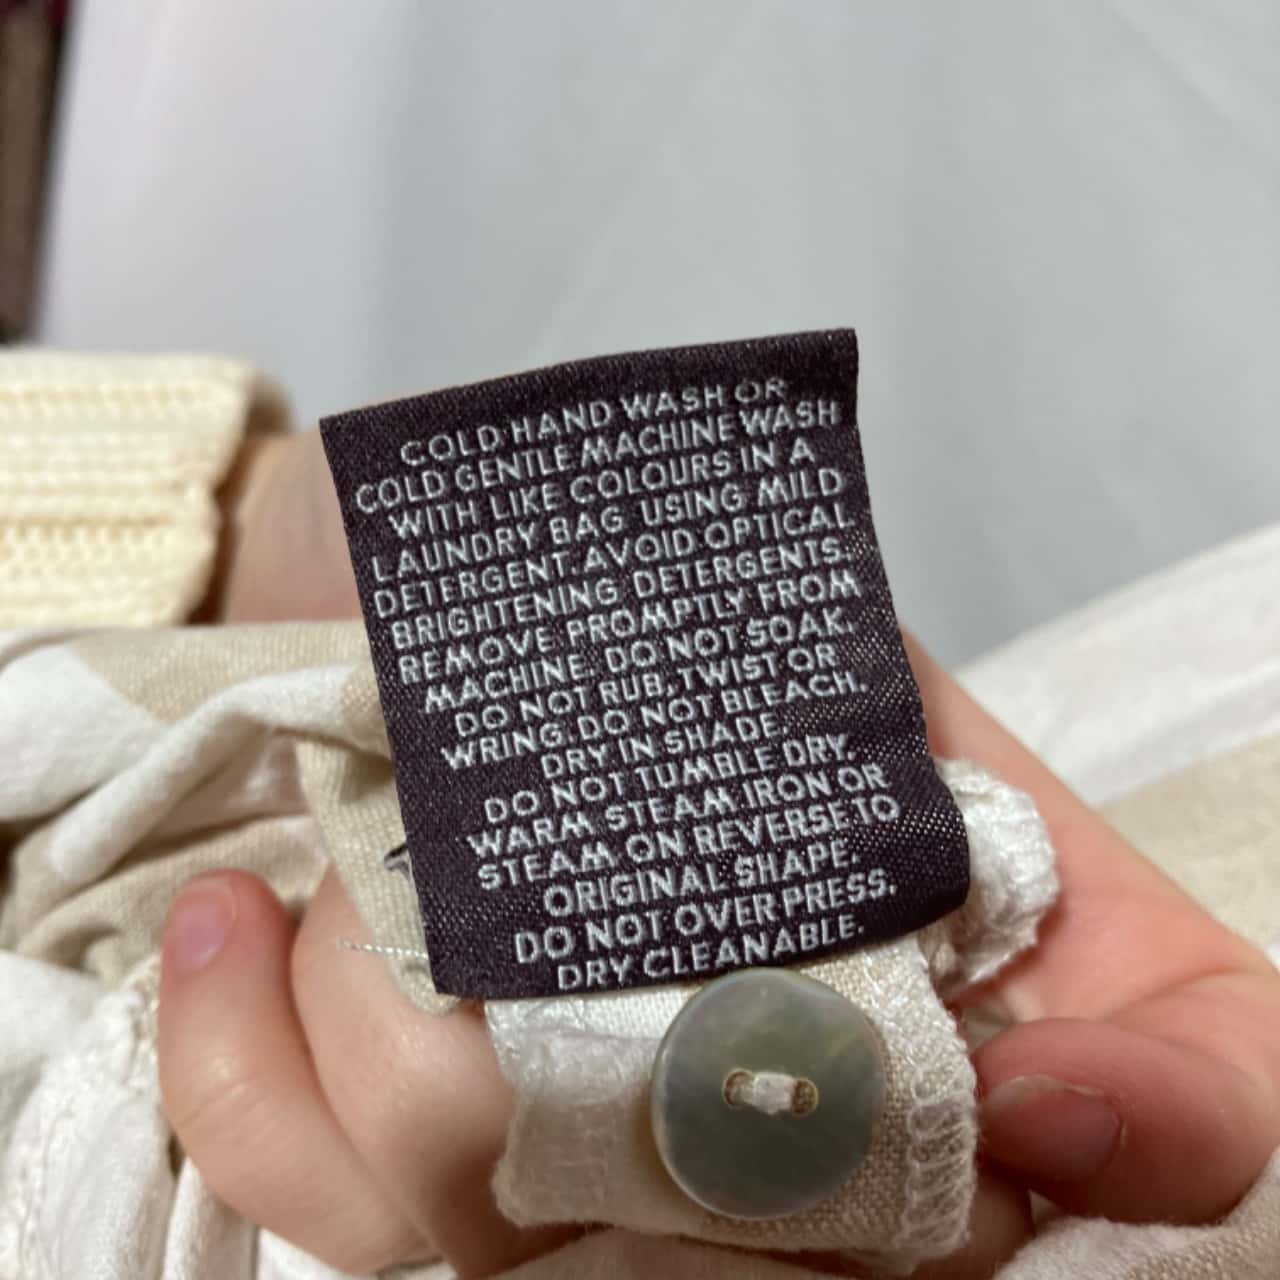 COLD HAND WASH OR
COLD GENTLE MACHINE WASH
WITH LIKE COLOURS IN A
LAUNDRY BAG USING MILD
DETERGENT. AVOID OPTICAL
BRIGHTENING DETERGENTS.
REMOVE PROMPTLY FROM
MACHINE. DO NOT SOAK.
DO NOT RUB, TWIST OR
WRING. DO NOT BLEACH.
DRY IN SHADE.
DO NOT TUMBLE DRY.
WARM STEAM IRON OR
STEAM ON REVERSE TO
ORIGINAL SHAPE.
DO NOT OVER PRESS.
DRY CLEANABLE.